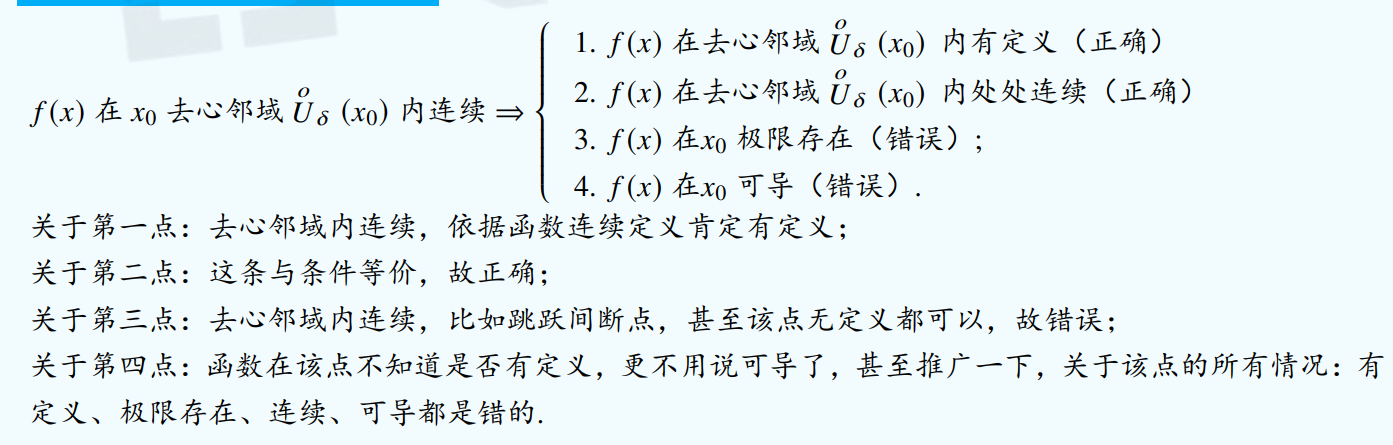 1. f(x) 在去心邻域 Ů_δ (x₀) 内有定义（正确）
2. f(x) 在去心邻域 Ů_δ (x₀) 内处处连续（正确）
f(x) 在 x₀ 去心邻域 Ů_δ (x₀) 内连续 ⇒
3. f(x) 在x₀ 极限存在（错误）;
4. f(x) 在x₀ 可导（错误）.
关于第一点：去心邻域内连续，依据函数连续定义肯定有定义；
关于第二点：这条与条件等价，故正确；
关于第三点：去心邻域内连续，比如跳跃间断点，甚至该点无定义都可以，故错误；
关于第四点：函数在该点不知道是否有定义，更不用说可导了，甚至推广一下，关于该点的所有情况：有
定义、极限存在、连续、可导都是错的.